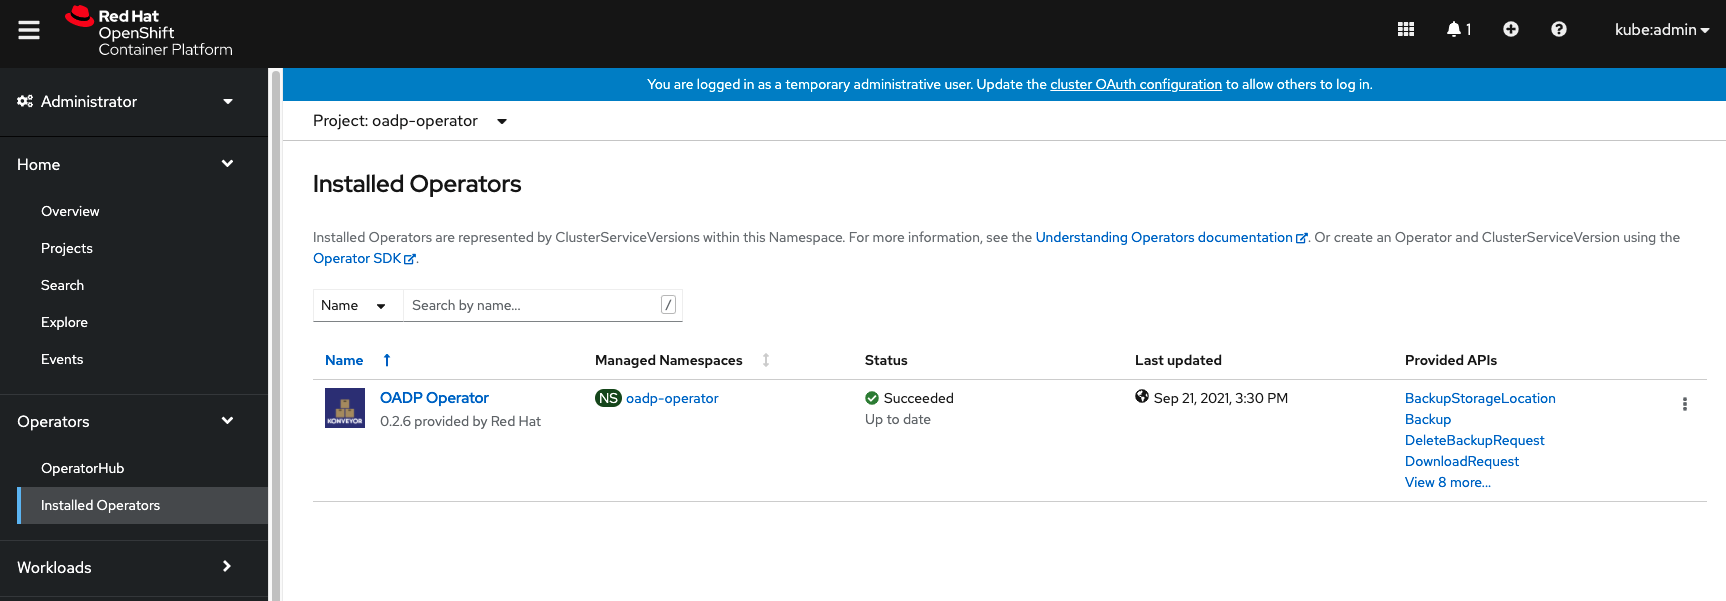 Red Hat
OpenShift
Container Platform
1
kube:admin
Administrator
Home
Overview
Projects
Search
Explore
Events
Operators
OperatorHub
Installed Operators
Workloads
You are logged in as a temporary administrative user. Update the cluster OAuth configuration to allow others to log in.
Project: oadp-operator
Installed Operators
Installed Operators are represented by ClusterServiceVersions within this Namespace. For more information, see the Understanding Operators documentation. Or create an Operator and ClusterServiceVersion using the
Operator SDK.
Name Search by name... /
Name Managed Namespaces Status Last updated Provided APIs
KONVEYOR
OADP Operator
0.2.6 provided by Red Hat
NS oadp-operator
Succeeded
Up to date
Sep 21, 2021, 3:30 PM
BackupStorageLocation
Backup
DeleteBackupRequest
DownloadRequest
View 8 more...